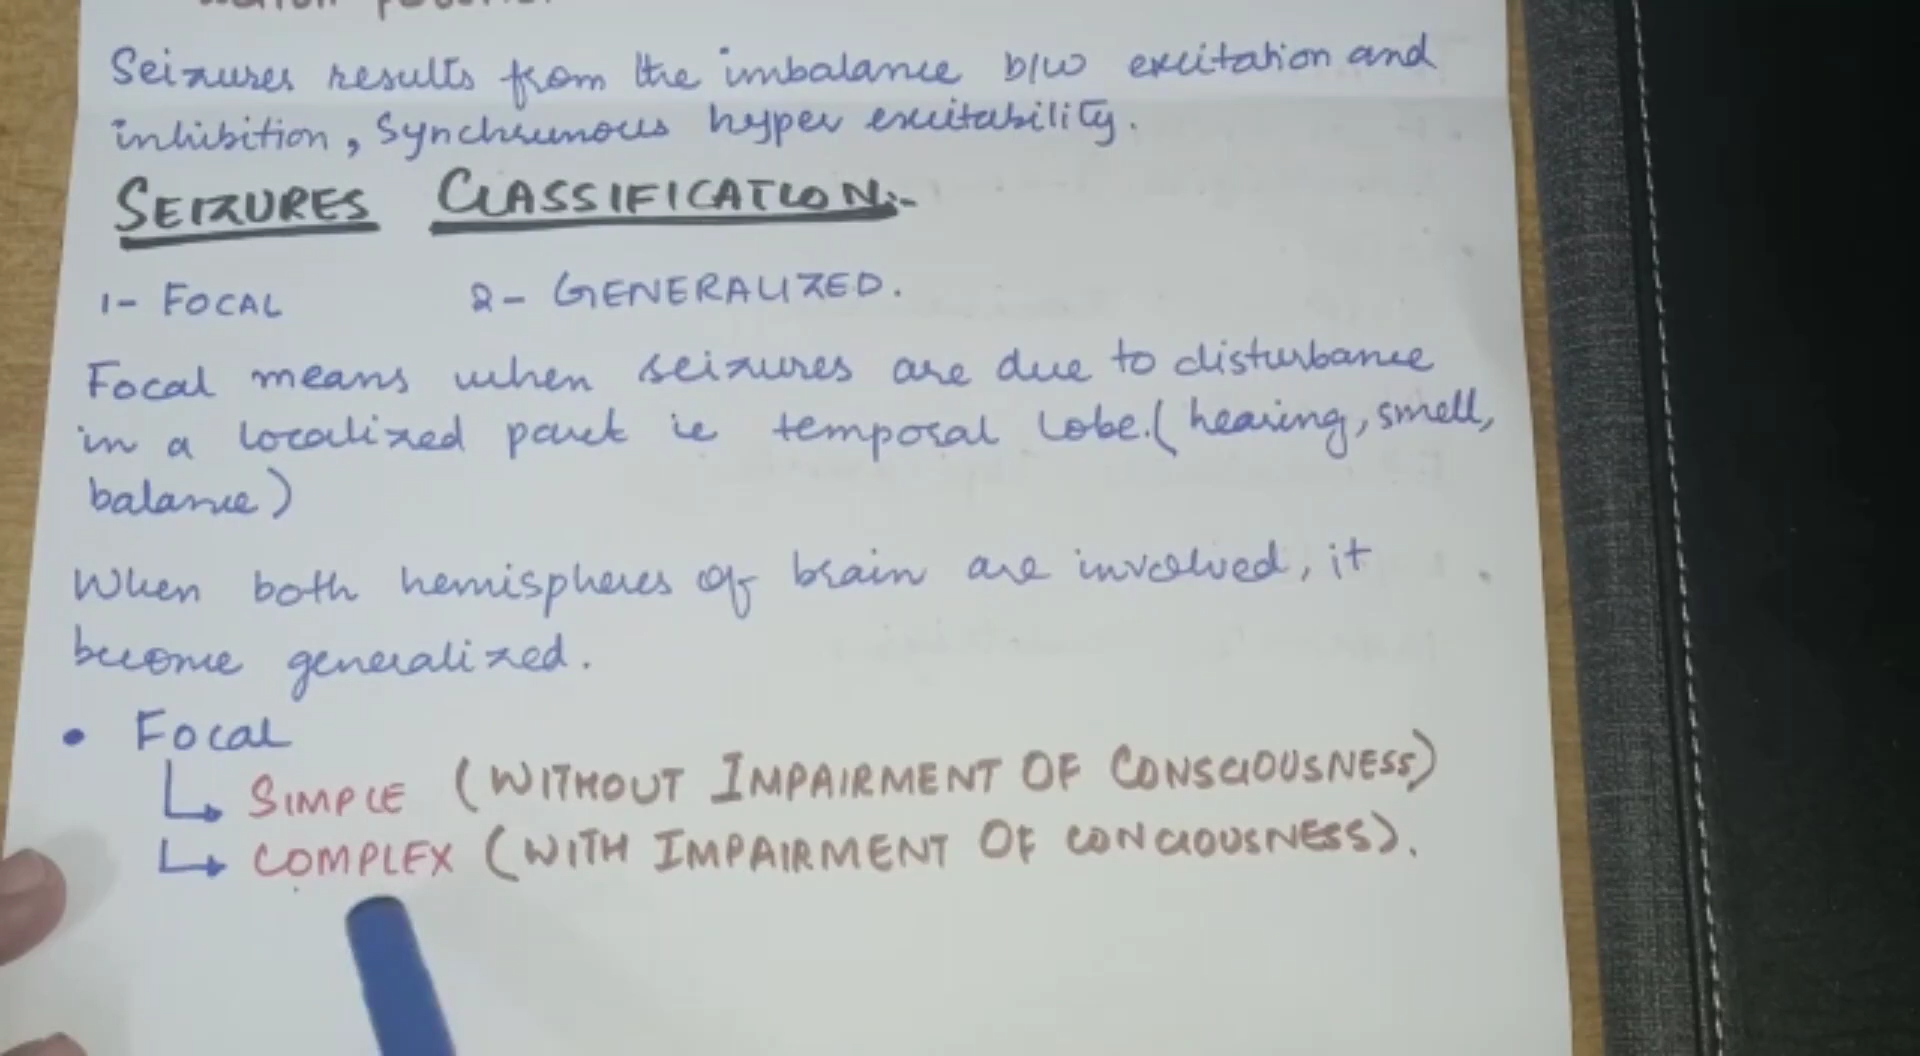 Seizures results from the imbalance b/w excitation and
inhibition, Synchrunous hyper excitability.
SEIZURES CLASSIFICATION:-
1- FOCAL 2- GENERALIZED.
Focal means when seizures are due to disturbance
in a localized part ie temporal lobe.(hearing, smell,
balance)
When both hemispheres of brain are involved, it
become generalized.
• Focal
↳ SIMPLE (WITHOUT IMPAIRMENT OF CONSCIOUSNESS)
↳ COMPLEX (WITH IMPAIRMENT OF CONCIOUSNESS).